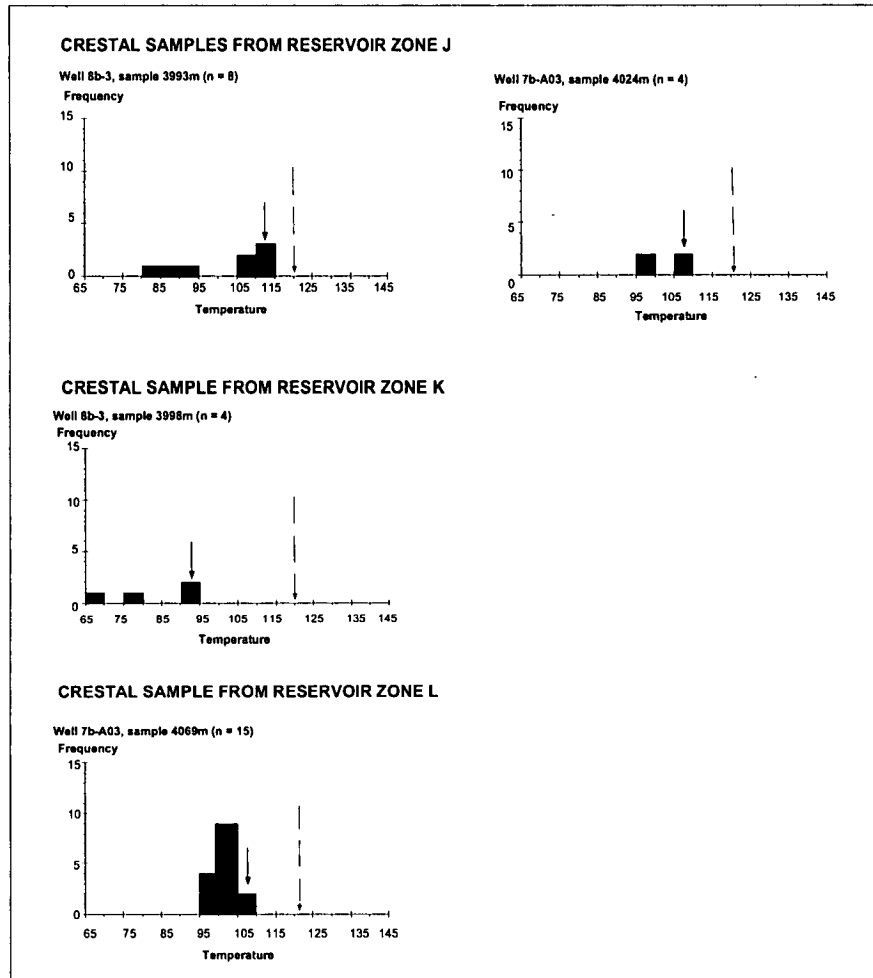 CRESTAL SAMPLES FROM RESERVOIR ZONE J
Well 8b-3, sample 3993m (n = 8)
Frequency
15
10
5
0
65 75 85 95 105 115 125 135 145
Temperature
Well 7b-A03, sample 4024m (n = 4)
Frequency
15
10
5
0
65 75 85 95 105 115 125 135 145
Temperature
CRESTAL SAMPLE FROM RESERVOIR ZONE K
Well 8b-3, sample 3998m (n = 4)
Frequency
15
10
5
0
65 75 85 95 105 115 125 135 145
Temperature
CRESTAL SAMPLE FROM RESERVOIR ZONE L
Well 7b-A03, sample 4069m (n = 15)
Frequency
15
10
5
0
65 75 85 95 105 115 125 135 145
Temperature